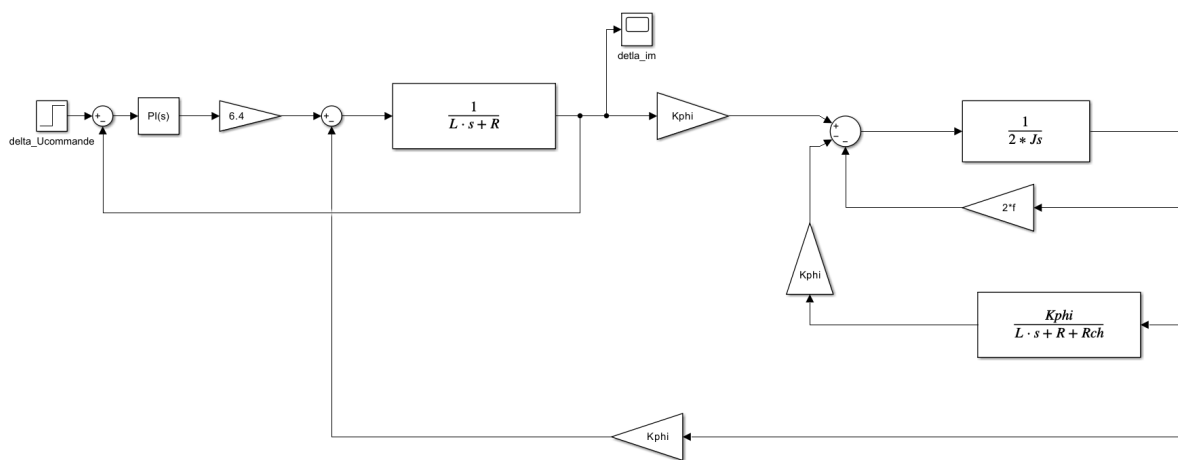 detla_im
delta_Ucommande
+
−
PI(s)
6.4
+
−
1
L · s + R
Kphi
+
−
−
1
2 * Js
2*f
Kphi
Kphi
L · s + R + Rch
Kphi